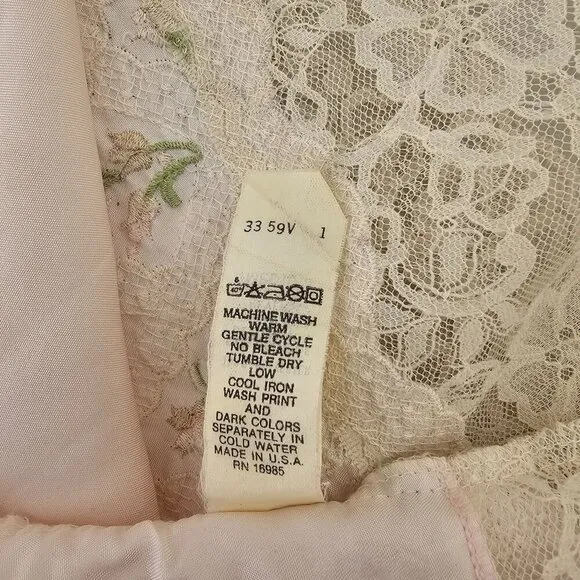 33 59V 1
MACHINE WASH
WARM
GENTLE CYCLE
NO BLEACH
TUMBLE DRY
LOW
COOL IRON
WASH PRINT
AND
DARK COLORS
SEPARATELY IN
COLD WATER
MADE IN U.S.A.
RN 16985